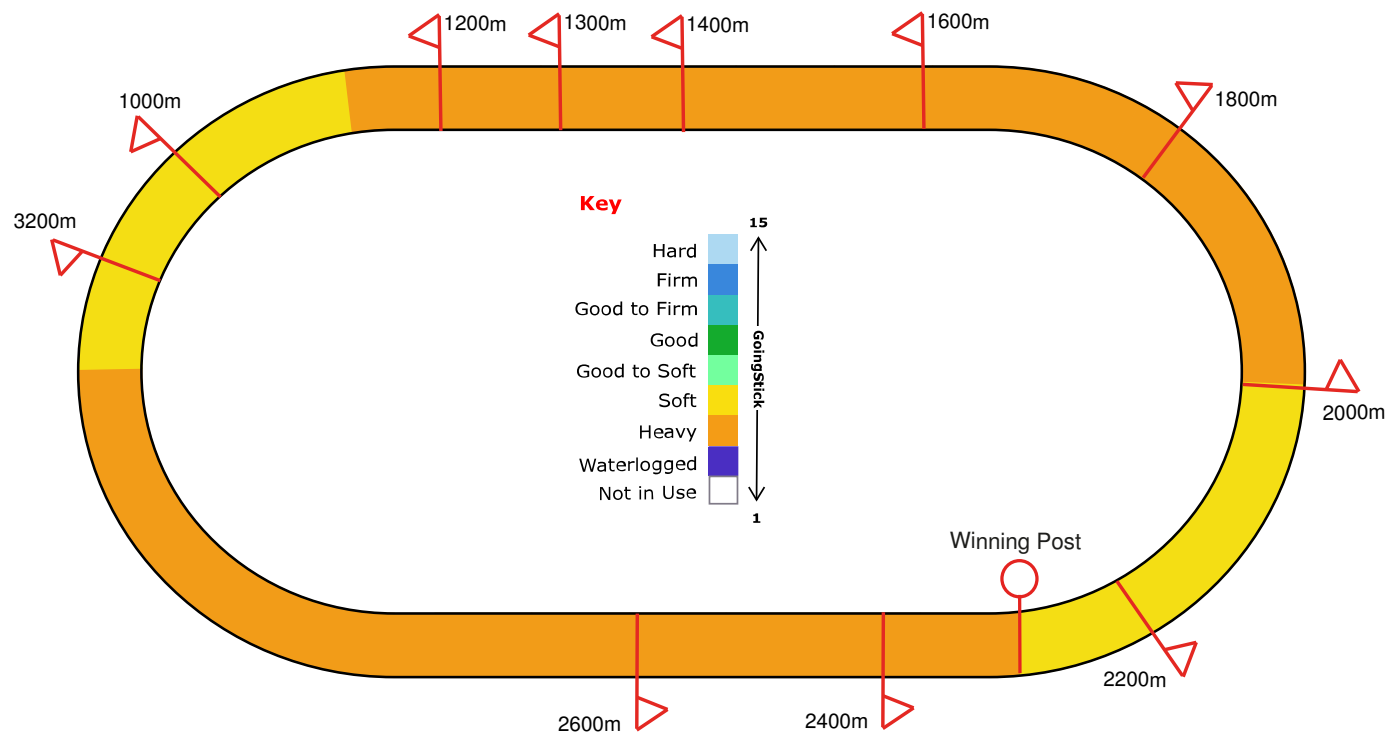 1200m
1300m
1400m
1600m
1000m
1800m
3200m
Key
15
Hard
Firm
Good to Firm
Good
Good to Soft
Soft
Heavy
Waterlogged
Not in Use
GoingStick
1
2000m
Winning Post
2200m
2600m
2400m